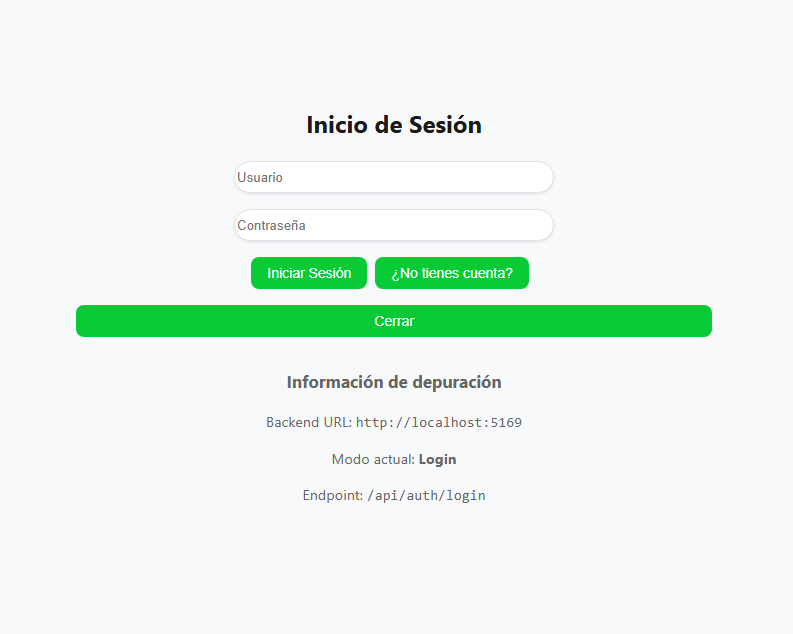 Inicio de Sesión
Usuario
Contraseña
Iniciar Sesión ¿No tienes cuenta?
Cerrar
Información de depuración
Backend URL: http://localhost:5169
Modo actual: Login
Endpoint: /api/auth/login